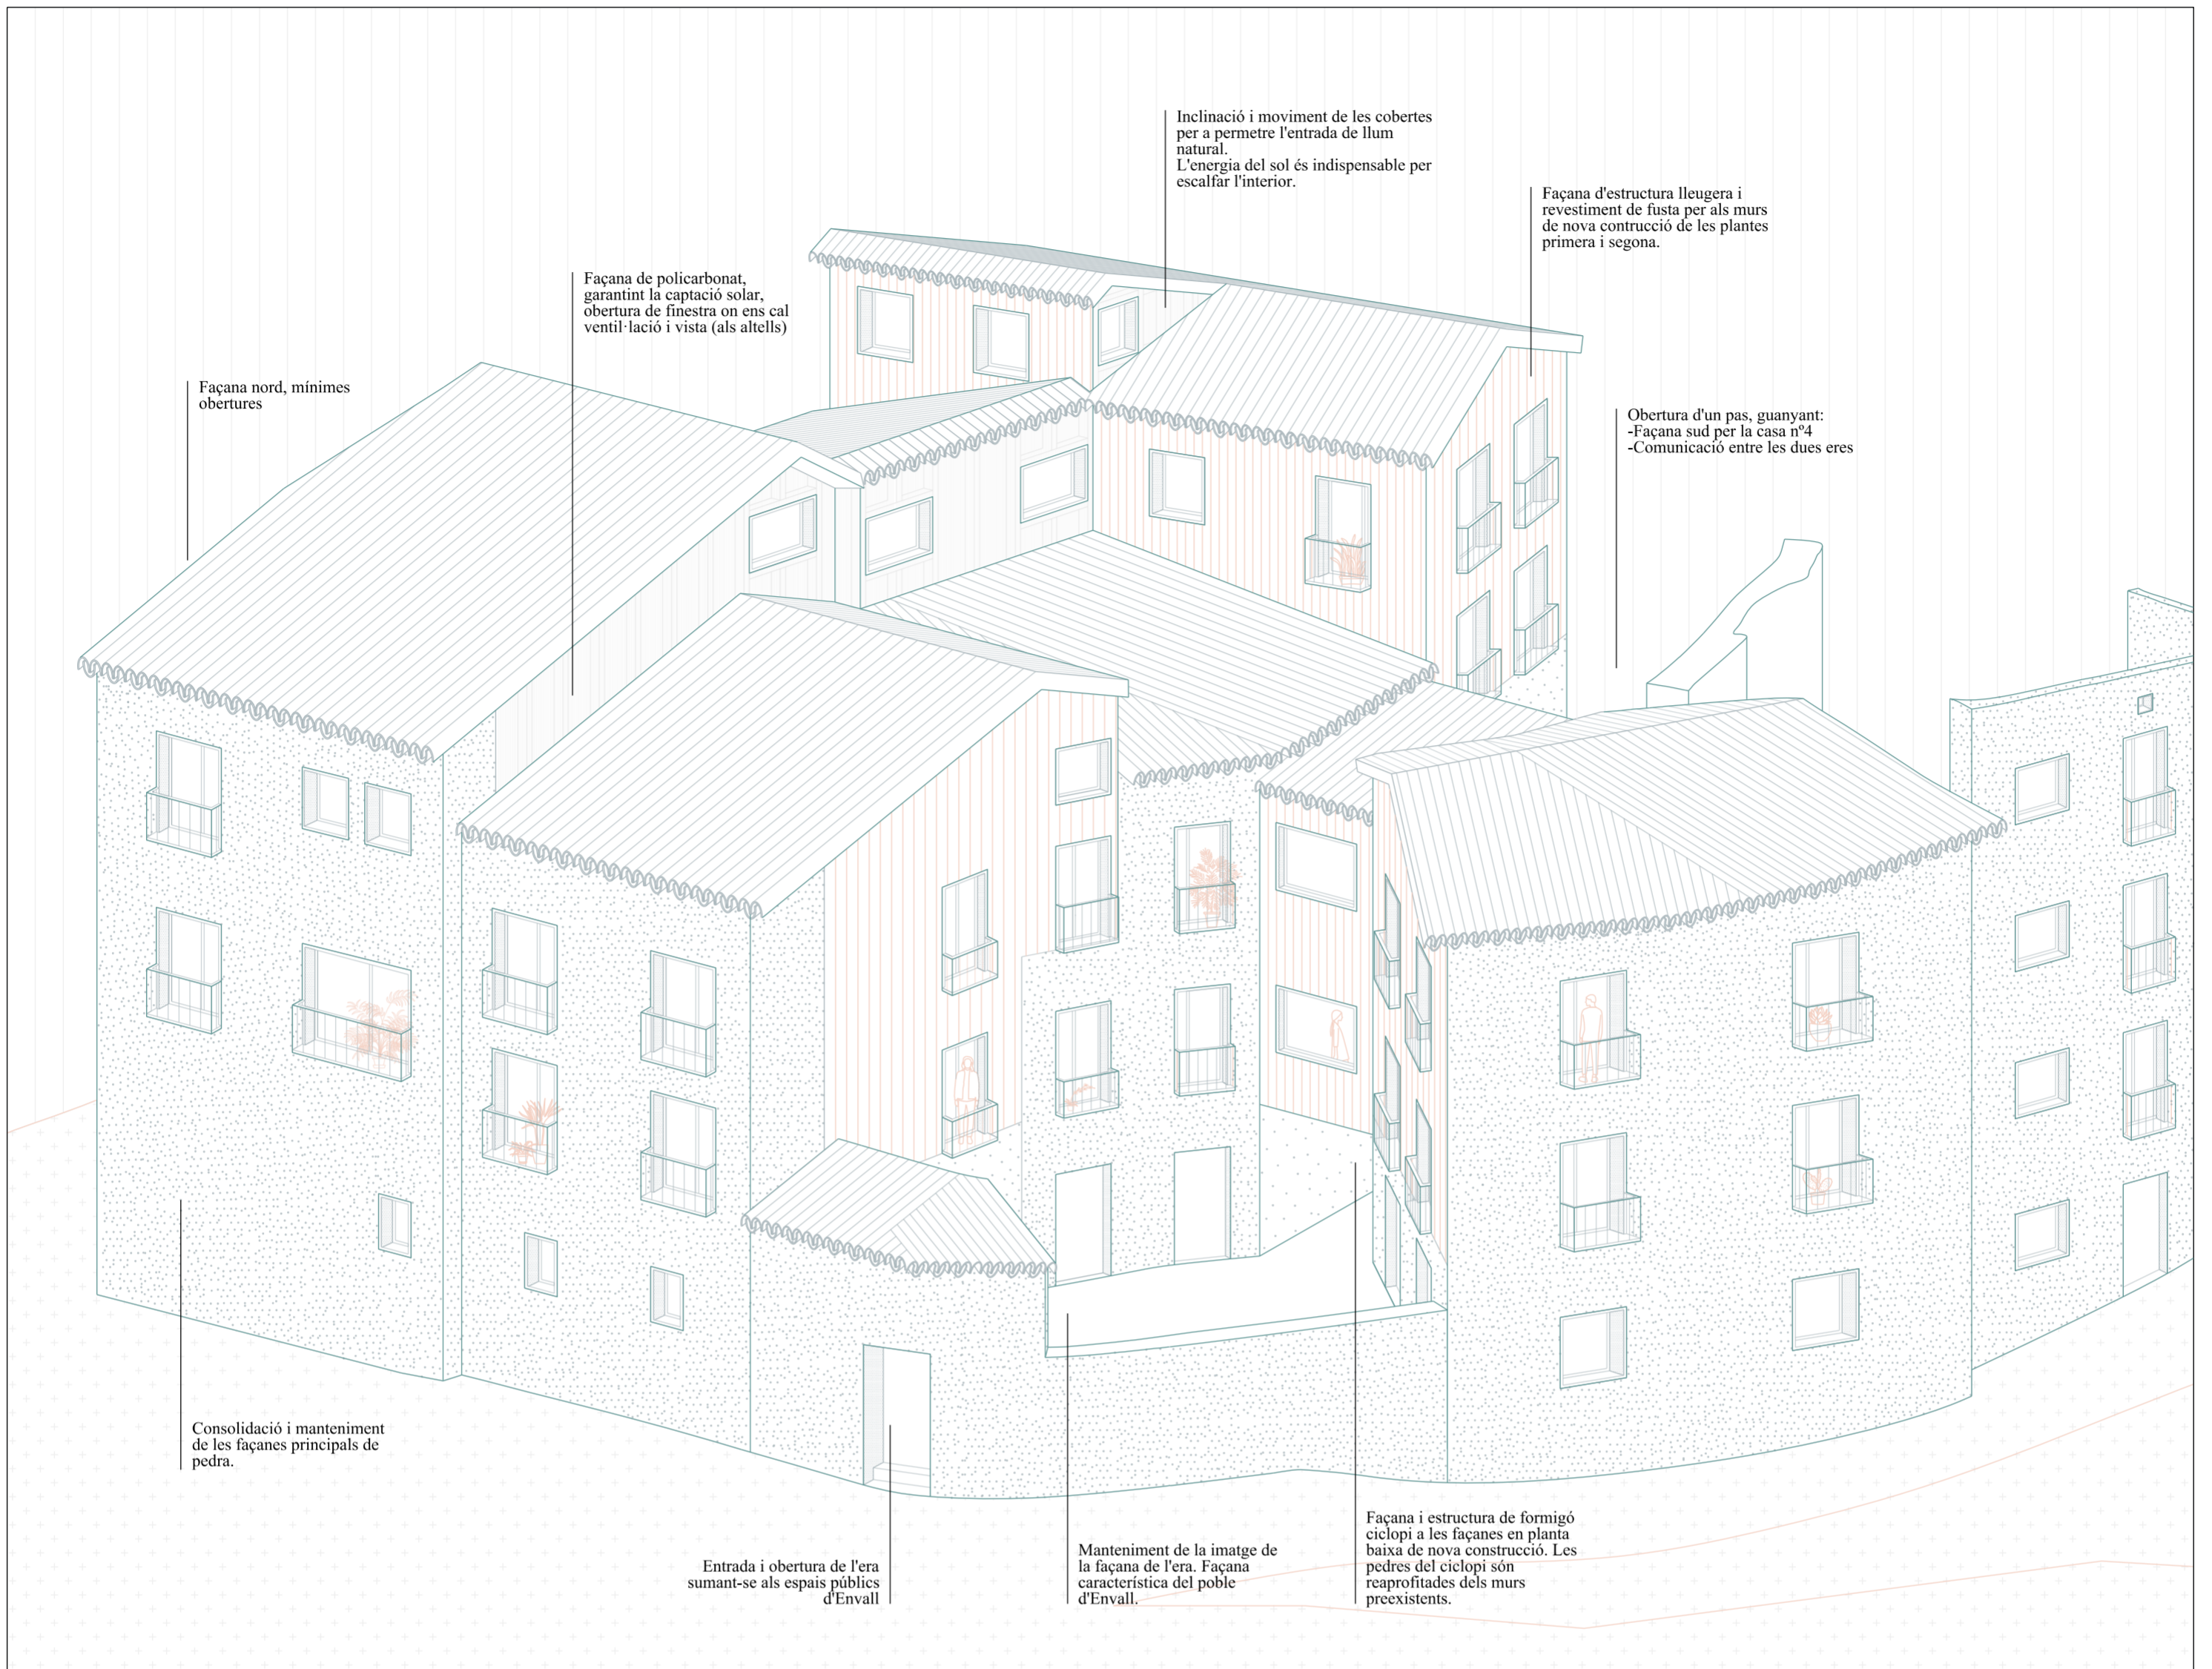 Inclinació i moviment de les cobertes
per a permetre l'entrada de llum
natural.
L'energia del sol és indispensable per
escalfar l'interior.
Façana d'estructura lleugera i
revestiment de fusta per als murs
de nova contrucció de les plantes
primera i segona.
Façana de policarbonat,
garantint la captació solar,
obertura de finestra on ens cal
ventil·lació i vista (als altells)
Façana nord, mínimes
obertures
Obertura d'un pas, guanyant:
-Façana sud per la casa nº4
-Comunicació entre les dues eres
Consolidació i manteniment
de les façanes principals de
pedra.
Entrada i obertura de l'era
sumant-se als espais públics
d'Envall
Manteniment de la imatge de
la façana de l'era. Façana
característica del poble
d'Envall.
Façana i estructura de formigó
ciclopi a les façanes en planta
baixa de nova construcció. Les
pedres del ciclopi són
reaprofitades dels murs
preexistents.